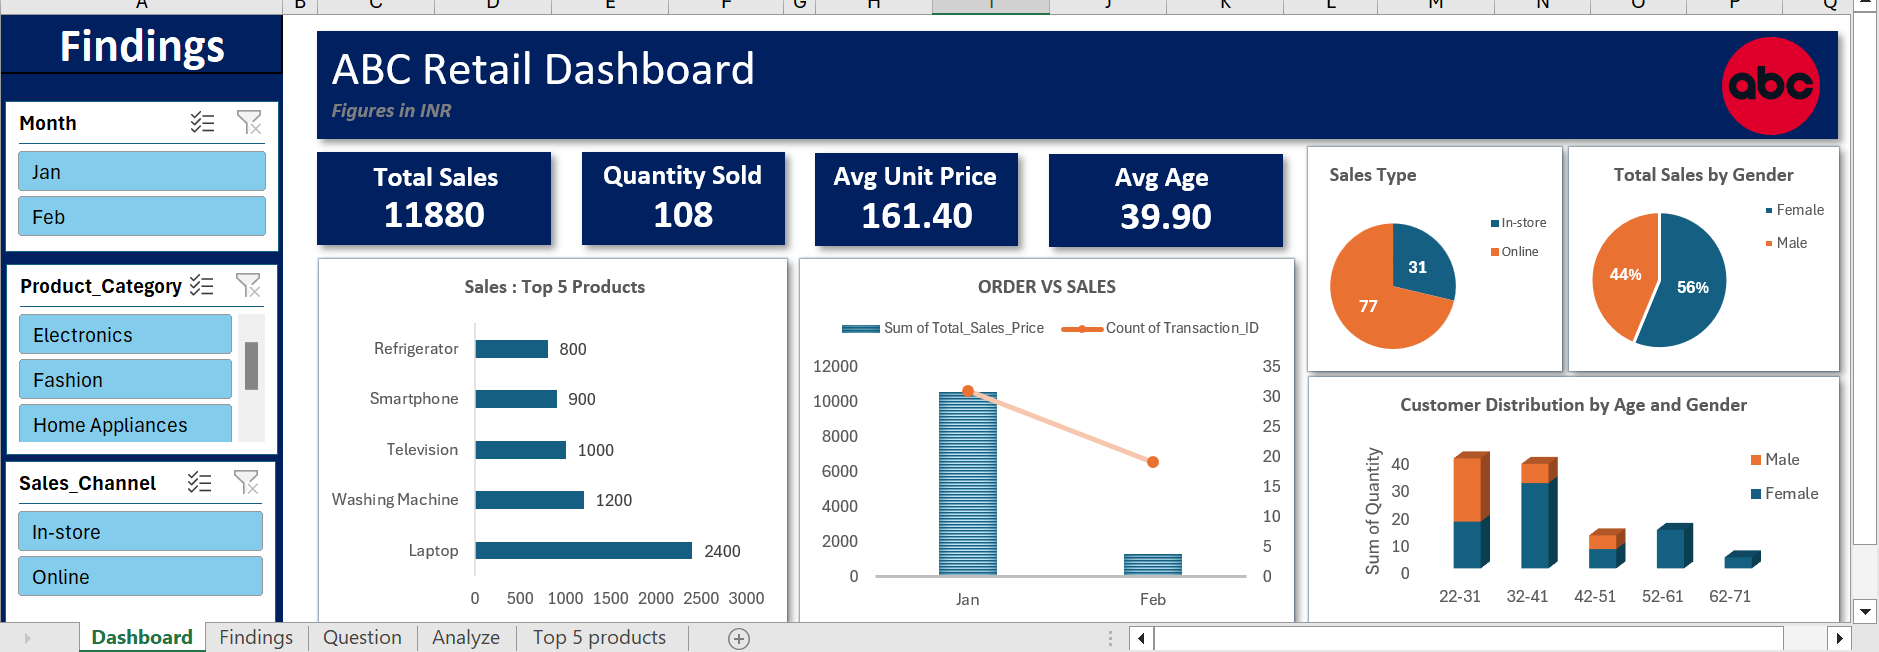 A B C D E F G H I J K L M N O P Q
Findings
Month
Jan
Feb
Product_Category
Electronics
Fashion
Home Appliances
Sales_Channel
In-store
Online
ABC Retail Dashboard
Figures in INR
abc
Total Sales
11880
Quantity Sold
108
Avg Unit Price
161.40
Avg Age
39.90
Sales : Top 5 Products
Refrigerator 800
Smartphone 900
Television 1000
Washing Machine 1200
Laptop 2400
0 500 1000 1500 2000 2500 3000
ORDER VS SALES
Sum of Total_Sales_Price Count of Transaction_ID
12000 35
10000 30
8000 25
6000 20
4000 15
2000 10
0 5
0
Jan Feb
Sales Type
In-store
Online
31
77
Total Sales by Gender
Female
Male
44%
56%
Customer Distribution by Age and Gender
Sum of Quantity
40
30
20
10
0
Male
Female
22-31 32-41 42-51 52-61 62-71
Dashboard Findings Question Analyze Top 5 products